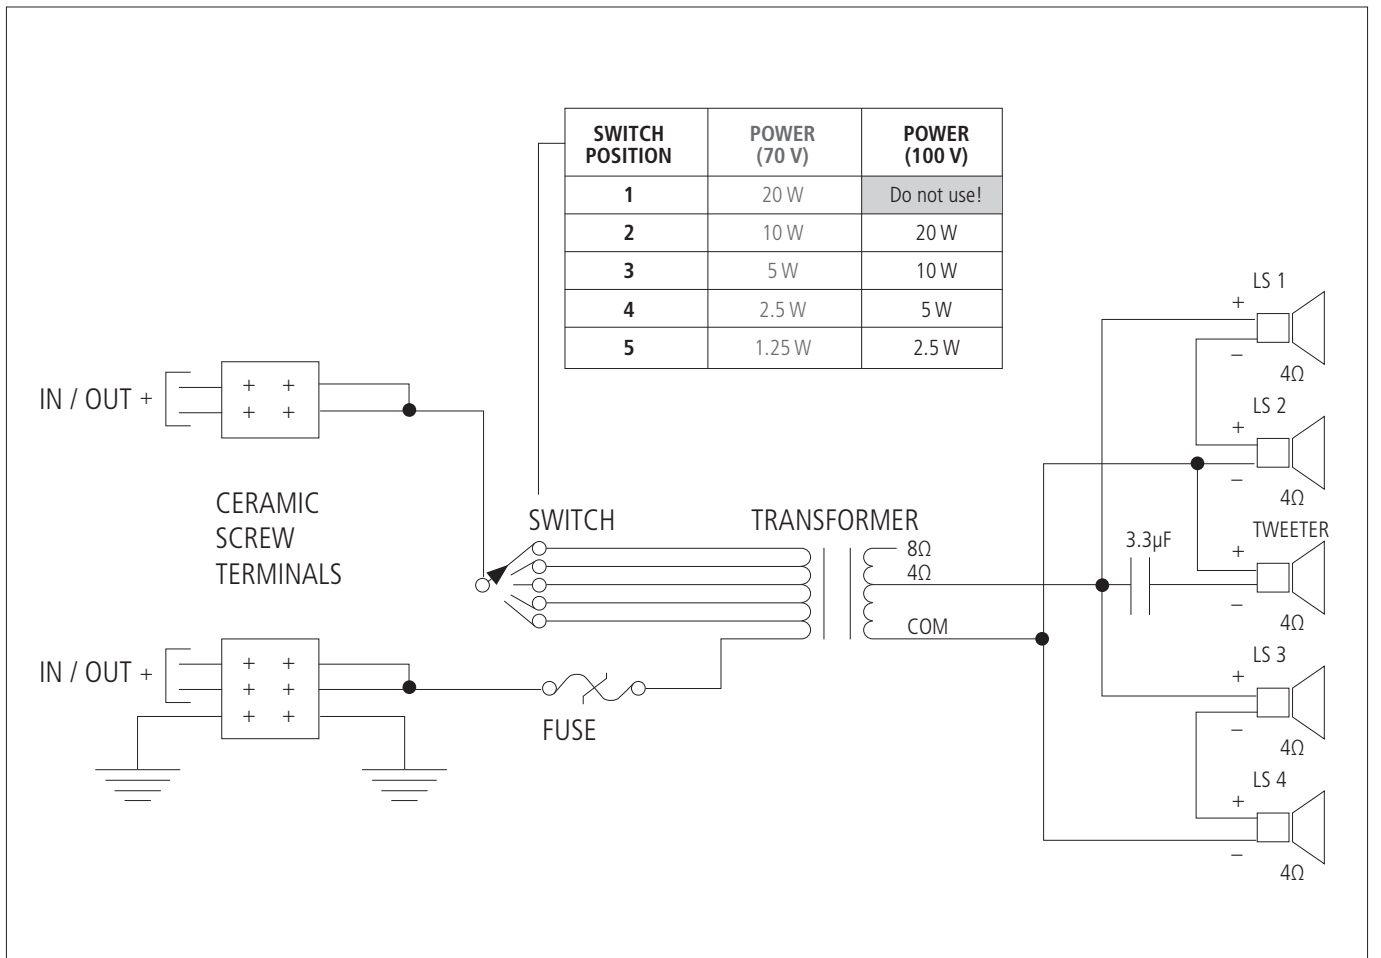 SWITCH POSITION POWER (70 V) POWER (100 V)
1 20 W Do not use!
2 10 W 20 W
3 5 W 10 W
4 2.5 W 5 W
5 1.25 W 2.5 W
IN / OUT +
+ +
+ +
CERAMIC
SCREW
TERMINALS
IN / OUT +
+ +
+ +
+ +
SWITCH
FUSE
TRANSFORMER
8Ω
4Ω
COM
3.3µF
LS 1
+
–
4Ω
LS 2
+
–
4Ω
TWEETER
+
–
4Ω
LS 3
+
–
4Ω
LS 4
+
–
4Ω